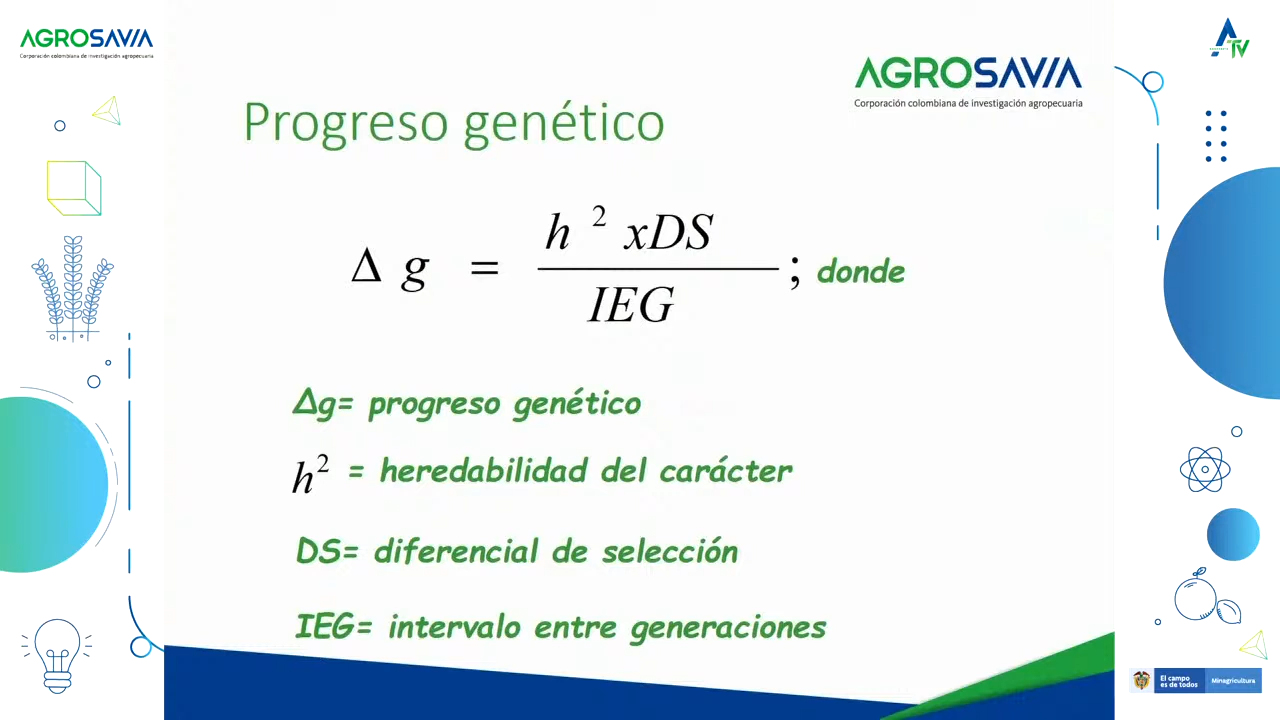 AGROSAVIA
Corporación colombiana de investigación agropecuaria
ATV
AGROSAVIA
Corporación colombiana de investigación agropecuaria
Progreso genético
Δ g = h² xDS / IEG ; donde
Δg= progreso genético
h² = heredabilidad del carácter
DS= diferencial de selección
IEG= intervalo entre generaciones
El campo
es de todos
Minagricultura